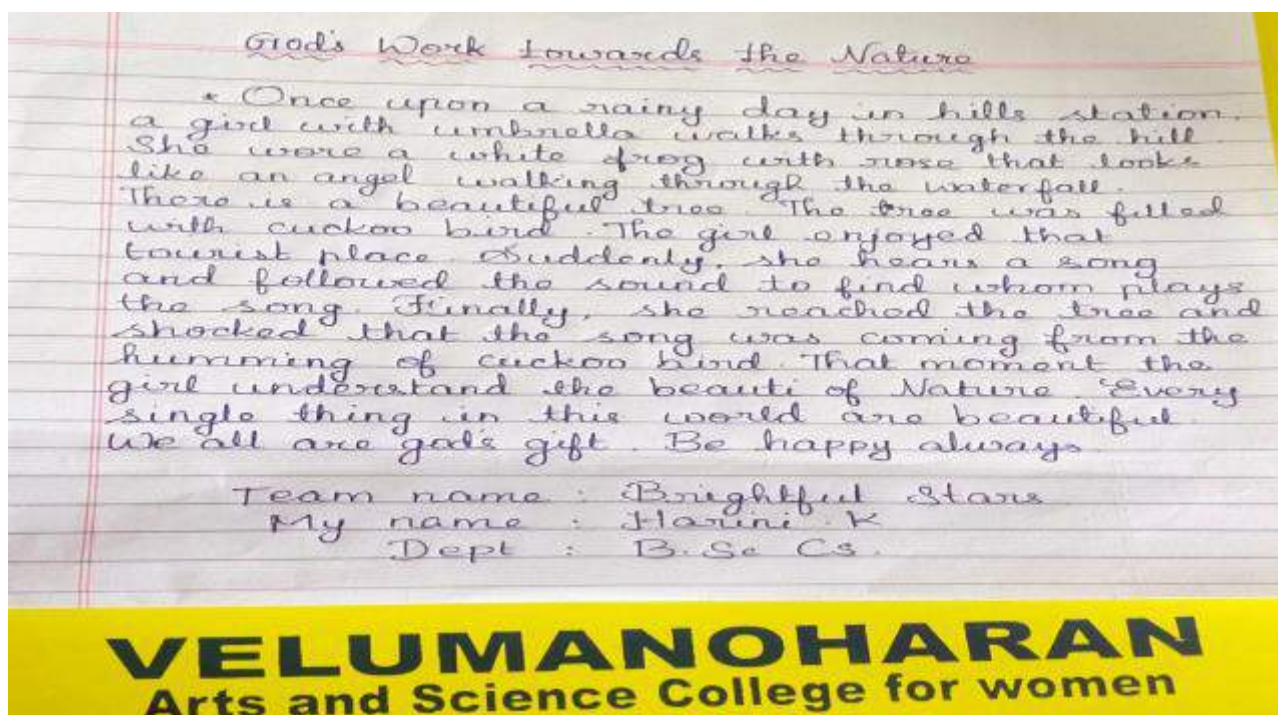 God's Work towards the Nature
* Once upon a rainy day in hills station.
a girl with umbrella walks through the hill.
She wore a white frog with rose that looks
like an angel walking through the waterfall.
There is a beautiful tree. The tree was filled
with cuckoo bird. The girl enjoyed that
tourist place. Suddenly, she hears a song
and followed the sound to find whom plays
the song. Finally, she reached the tree and
shocked that the song was coming from the
humming of cuckoo bird. That moment the
girl understand the beauti of Nature. Every
single thing in this world are beautiful.
We all are gods gift. Be happy always.
Team name : Brightful Stars
My name : Harini. K
Dept : B. Sc Cs.
VELUMANOHARAN
Arts and Science College for women